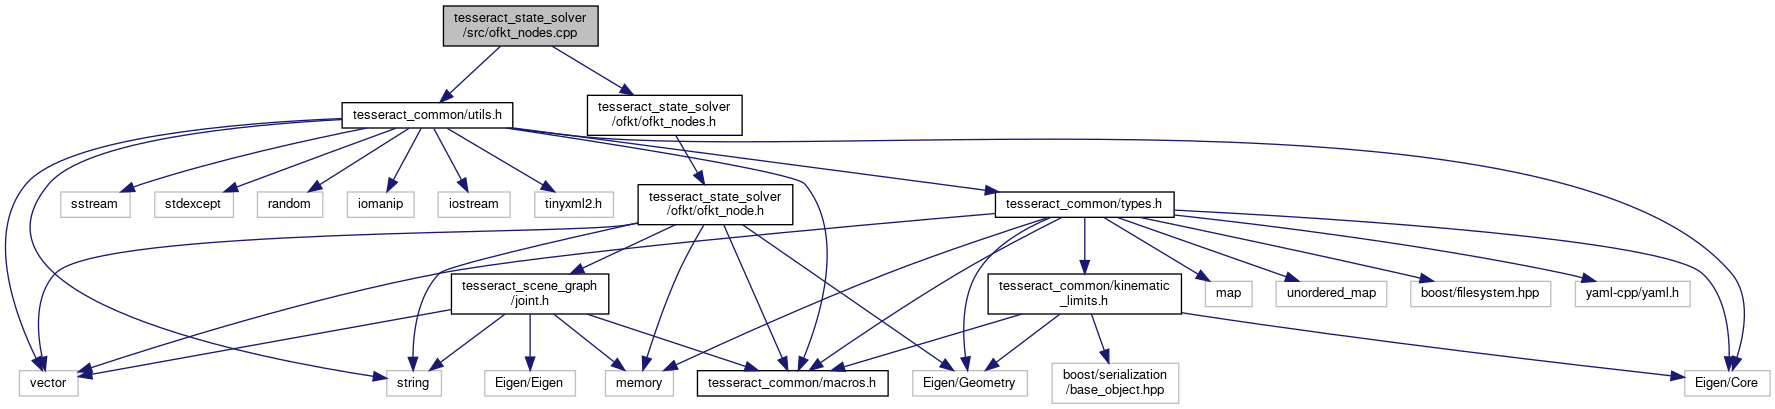 tesseract_state_solver
/src/ofkt_nodes.cpp
tesseract_common/utils.h
tesseract_state_solver
/ofkt/ofkt_nodes.h
sstream
stdexcept
random
iomanip
iostream
tinyxml2.h
tesseract_state_solver
/ofkt/ofkt_node.h
tesseract_common/types.h
tesseract_scene_graph
/joint.h
tesseract_common/kinematic
_limits.h
map
unordered_map
boost/filesystem.hpp
yaml-cpp/yaml.h
vector
string
Eigen/Eigen
memory
tesseract_common/macros.h
Eigen/Geometry
boost/serialization
/base_object.hpp
Eigen/Core